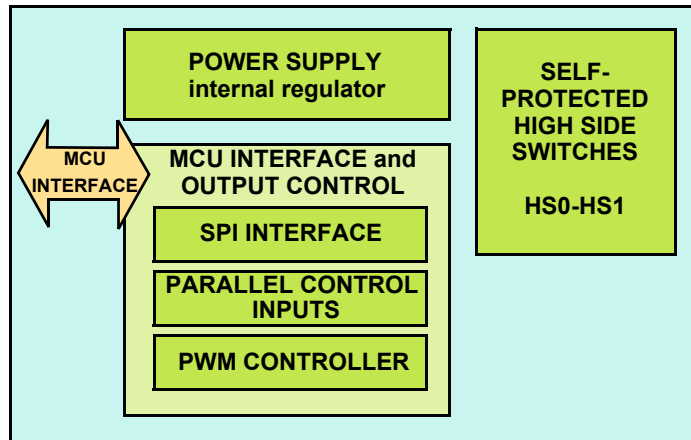 POWER SUPPLY
internal regulator
SELF-
PROTECTED
HIGH SIDE
SWITCHES
HS0-HS1
MCU
INTERFACE
MCU INTERFACE and
OUTPUT CONTROL
SPI INTERFACE
PARALLEL CONTROL
INPUTS
PWM CONTROLLER